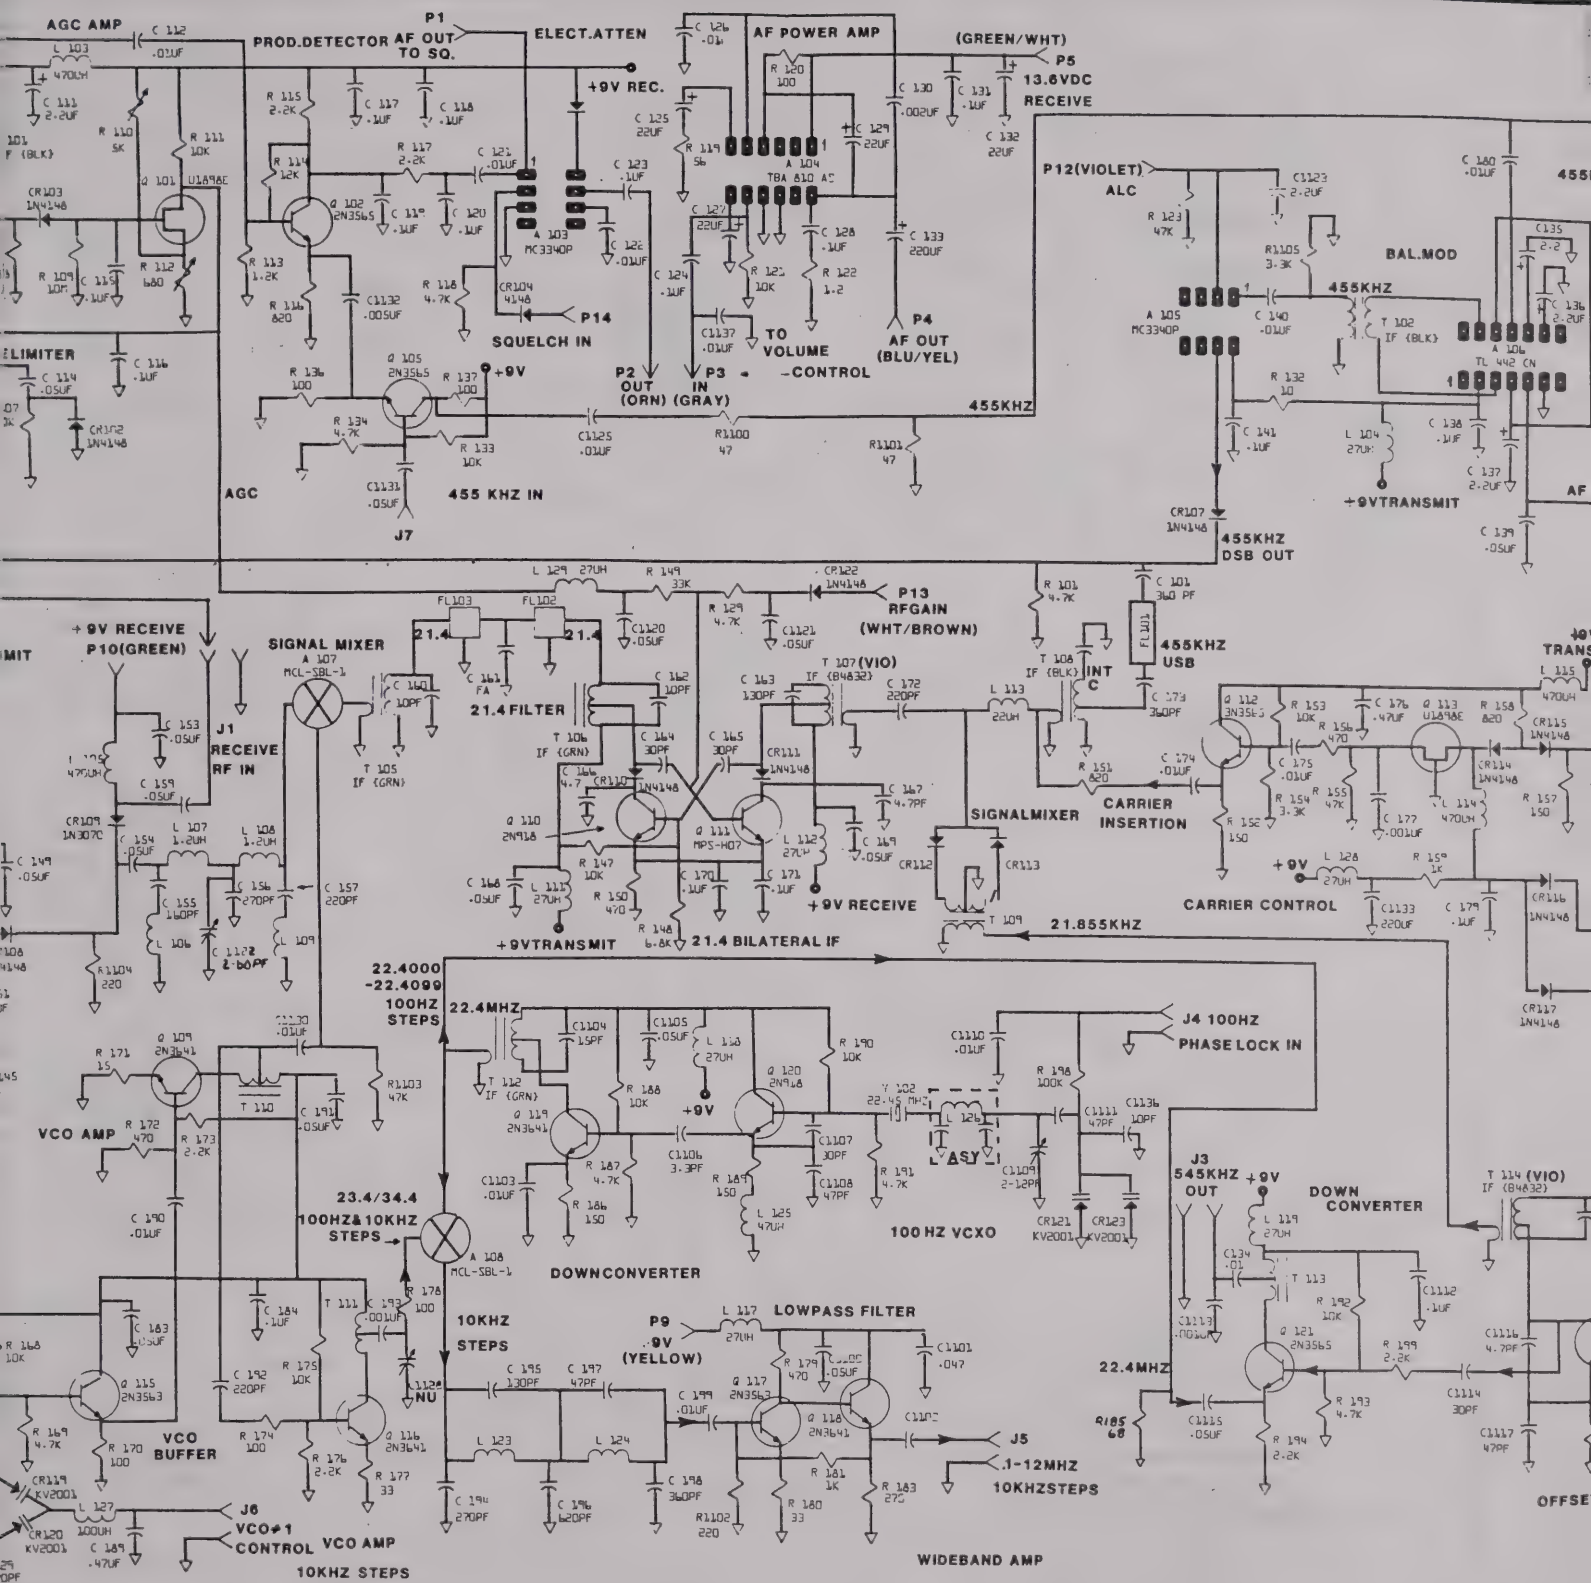 AGC AMP
C 112
.01UF
L 103
470UH
C 111
2.2UF
101
F (BLK)
R 110
5K
R 111
10K
Q 101
U1898E
CR103
1N4148
R 109
10M
C 115
.1UF
R 112
680
PROD.DETECTOR
P1
AF OUT
TO SQ.
ELECT.ATTEN
+9V REC.
R 115
2.2K
C 117
.1UF
C 118
.1UF
R 114
12K
R 117
2.2K
C 121
.01UF
Q 102
2N3565
C 119
.1UF
C 120
.1UF
1
A 103
MC3340P
C 123
.1UF
C 122
.01UF
R 113
1.2K
R 116
820
C1132
.005UF
R 118
4.7K
CR104
4148
P14
SQUELCH IN
C 126
.01
AF POWER AMP
R 120
100
C 125
22UF
R 119
56
C 129
22UF
C 130
.002UF
(GREEN/WHT)
P5
13.6VDC
RECEIVE
C 131
.1UF
C 132
22UF
1
A 104
TBA 810 AS
C 127
22UF
C 128
.1UF
C 133
220UF
C 124
.1UF
R 121
10K
R 122
1.2
C1137
.01UF
TO
VOLUME
-CONTROL
P2
OUT
(ORN)
P3
IN
(GRAY)
P4
AF OUT
(BLU/YEL)
P12(VIOLET)
ALC
R 123
47K
C1123
2.2UF
C 180
.01UF
455
R1105
3.3K
BAL.MOD
C135
2.2
455KHZ
1
A 105
MC3340P
C 140
.01UF
T 102
IF (BLK)
C 136
2.2UF
A 106
TL 442 CN
1
R 132
10
C 141
.1UF
L 104
27UH
C 138
.1UF
C 137
2.2UF
+9VTRANSMIT
AF
C 139
.05UF
CR107
1N4148
455KHZ
DSB OUT
ELIMITER
C 114
.05UF
C 116
.1UF
CR102
1N4148
R 136
100
Q 105
2N3565
R 137
100
+9V
R 134
4.7K
R 133
10K
C1125
.01UF
R1100
47
R1101
47
455KHZ
C1131
.05UF
455 KHZ IN
J7
AGC
L 129 27UH
R 149
33K
CR122
1N4148
P13
RFGAIN
(WHT/BROWN)
R 129
4.7K
C1120
.05UF
C1121
.05UF
FL103
21.4
FL102
21.4
C 161
FA
21.4 FILTER
C 162
10PF
T 106
IF (GRN)
+9V RECEIVE
P10(GREEN)
MIT
SIGNAL MIXER
A 107
MCL-SBL-1
C 160
10PF
T 105
IF (GRN)
C 153
.05UF
J1
RECEIVE
RF IN
470UH
C 159
.05UF
CR109
1N3070
C 154
.05UF
L 107
1.2UH
L 108
1.2UH
C 149
.05UF
C 155
160PF
C 156
270PF
C 157
220PF
L 106
L 109
C 1122
2-60PF
R1104
220
C 164
30PF
C 165
30PF
C 163
130PF
T 107(VIO)
IF (B4832)
C 172
220PF
L 113
22UH
C 166
4.7
CR110
1N4148
CR111
1N4148
C 167
4.7PF
Q 110
2N918
Q 111
MPS-H07
R 147
10K
L 112
27UH
C 169
.05UF
C 168
.05UF
L 111
27UH
R 150
470
C 170
.1UF
C 171
.1UF
+9V RECEIVE
+9VTRANSMIT
R 148
6.8K
21.4 BILATERAL IF
R 101
4.7K
C 101
360 PF
FL101
455KHZ
USB
T 108
IF (BLK)
INT
C
C 173
360PF
R 151
820
C 174
.01UF
CARRIER
INSERTION
SIGNALMIXER
CR112
CR113
T 109
21.855KHZ
Q 112
2N3565
R 153
10K
C 176
.47UF
Q 113
U1898E
R 158
820
L 115
470UH
TRANS
CR115
1N4148
R 156
470
C 175
.01UF
CR114
1N4148
R 154
3.3K
R 155
47K
C 177
.001UF
L 114
470UH
R 157
150
R 152
150
+9V
L 128
27UH
R 159
1K
CR116
1N4148
CARRIER CONTROL
C1133
220UF
C 179
.1UF
CR117
1N4148
22.4000
-22.4099
100HZ
STEPS
22.4MHZ
C1104
15PF
T 112
IF (GRN)
C1105
.05UF
L 118
27UH
+9V
R 190
10K
R 188
10K
Q 119
2N3641
Q 120
2N918
Y 102
22.45 MHZ
L 126
ASY
C1110
.01UF
R 198
100K
J4 100HZ
PHASE LOCK IN
C1111
47PF
C1136
10PF
C1106
3.3PF
C1107
30PF
C1108
47PF
R 187
4.7K
R 189
150
R 191
4.7K
C1109
2-12PF
C1103
.01UF
R 186
150
L 125
47UH
CR121
KV2001
CR123
KV2001
100 HZ VCXO
C1130
.01UF
Q 109
2N3641
R 171
15
T 110
C 191
.05UF
R1103
47K
VCO AMP
R 172
470
R 173
2.2K
C 190
.01UF
23.4/34.4
100HZ&10KHZ
STEPS
A 108
MCL-SBL-1
DOWNCONVERTER
J3
545KHZ
OUT
+9V
L 119
27UH
DOWN
CONVERTER
T 114 (VIO)
IF (B4832)
C134
.01
T 113
C1113
.001UF
R 192
10K
C1112
.1UF
Q 121
2N3565
R 199
2.2K
C1116
4.7PF
C1114
30PF
22.4MHZ
R185
68
C1115
.05UF
R 193
4.7K
R 194
2.2K
C1117
47PF
OFFSE
C 183
.05UF
C 184
.1UF
T 111
C 193
.001UF
R 178
100
R 168
10K
R 175
10K
C1128
NU
Q 115
2N3563
C 192
220PF
R 169
4.7K
R 170
100
VCO
BUFFER
R 174
100
Q 116
2N3641
R 176
2.2K
R 177
33
CR119
KV2001
CR120
KV2001
L 127
100UH
C 189
.47UF
J6
VCO#1
CONTROL
VCO AMP
10KHZ STEPS
10KHZ
STEPS
P9
.9V
(YELLOW)
L 117
27UH
LOWPASS FILTER
C 195
130PF
C 197
47PF
C 199
.01UF
R 179
470
.05UF
C1101
.047
Q 117
2N3563
Q 118
2N3641
C1102
L 123
L 124
C 194
270PF
C 196
620PF
C 198
360PF
R 181
1K
R 183
270
R 180
33
R1102
220
J5
.1-12MHZ
10KHZSTEPS
WIDEBAND AMP